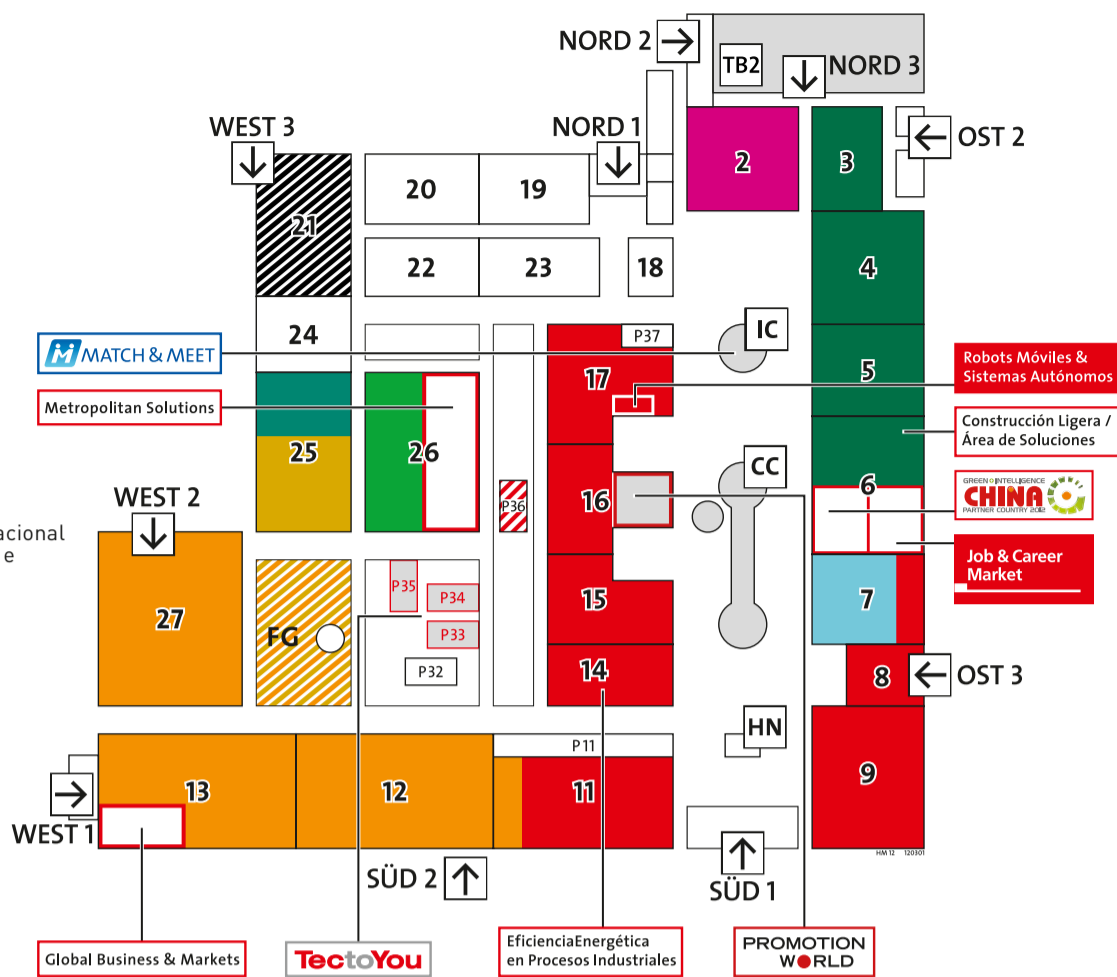 NORD 2
TB2
NORD 3
WEST 3
NORD 1
OST 2
2
3
20
19
21
4
22
23
18
24
IC
P37
MATCH & MEET
17
5
Robots Móviles &
Sistemas Autónomos
Metropolitan Solutions
Construcción Ligera /
Área de Soluciones
25
26
CC
6
GREEN INTELLIGENCE
CHINA
PARTNER COUNTRY 2012
WEST 2
P36
16
acional
e
Job & Career
Market
P35
P34
15
7
27
FG
P33
P32
14
8
OST 3
HN
P11
13
12
11
9
WEST 1
HM 12 120301
SÜD 2
SÜD 1
Global Business & Markets
TectoYou
EficienciaEnergética
en Procesos Industriales
PROMOTION
WORLD